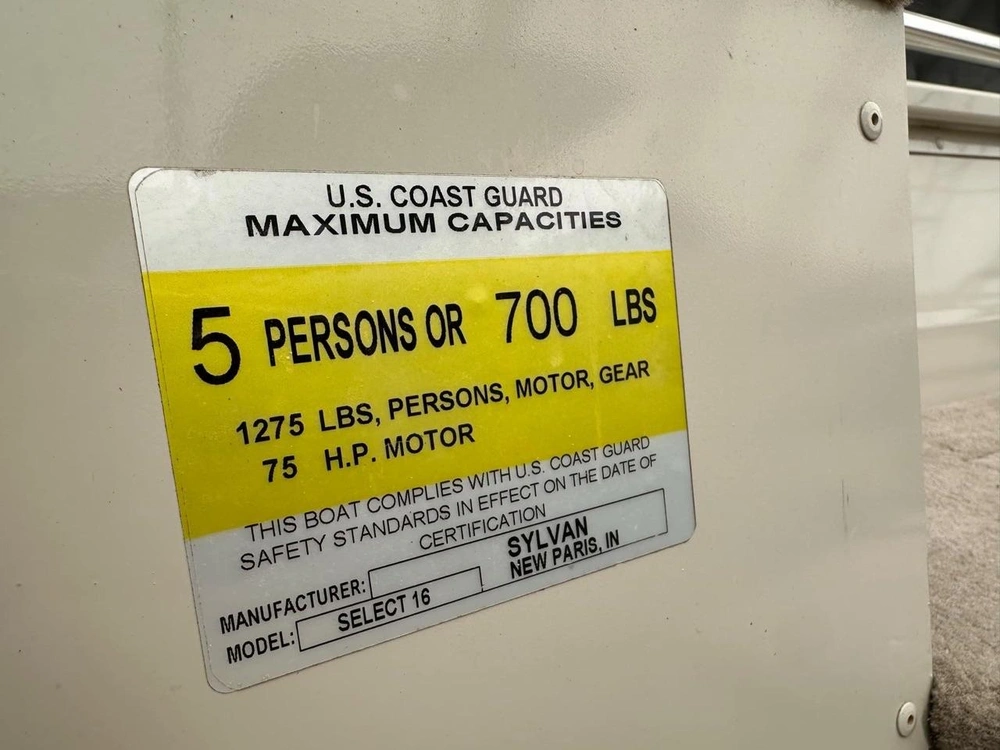 U.S. COAST GUARD
MAXIMUM CAPACITIES
5 PERSONS OR 700 LBS
1275 LBS, PERSONS, MOTOR, GEAR
75 H.P. MOTOR
THIS BOAT COMPLIES WITH U.S. COAST GUARD
SAFETY STANDARDS IN EFFECT ON THE DATE OF
CERTIFICATION
MANUFACTURER: SYLVAN
NEW PARIS, IN
MODEL: SELECT 16